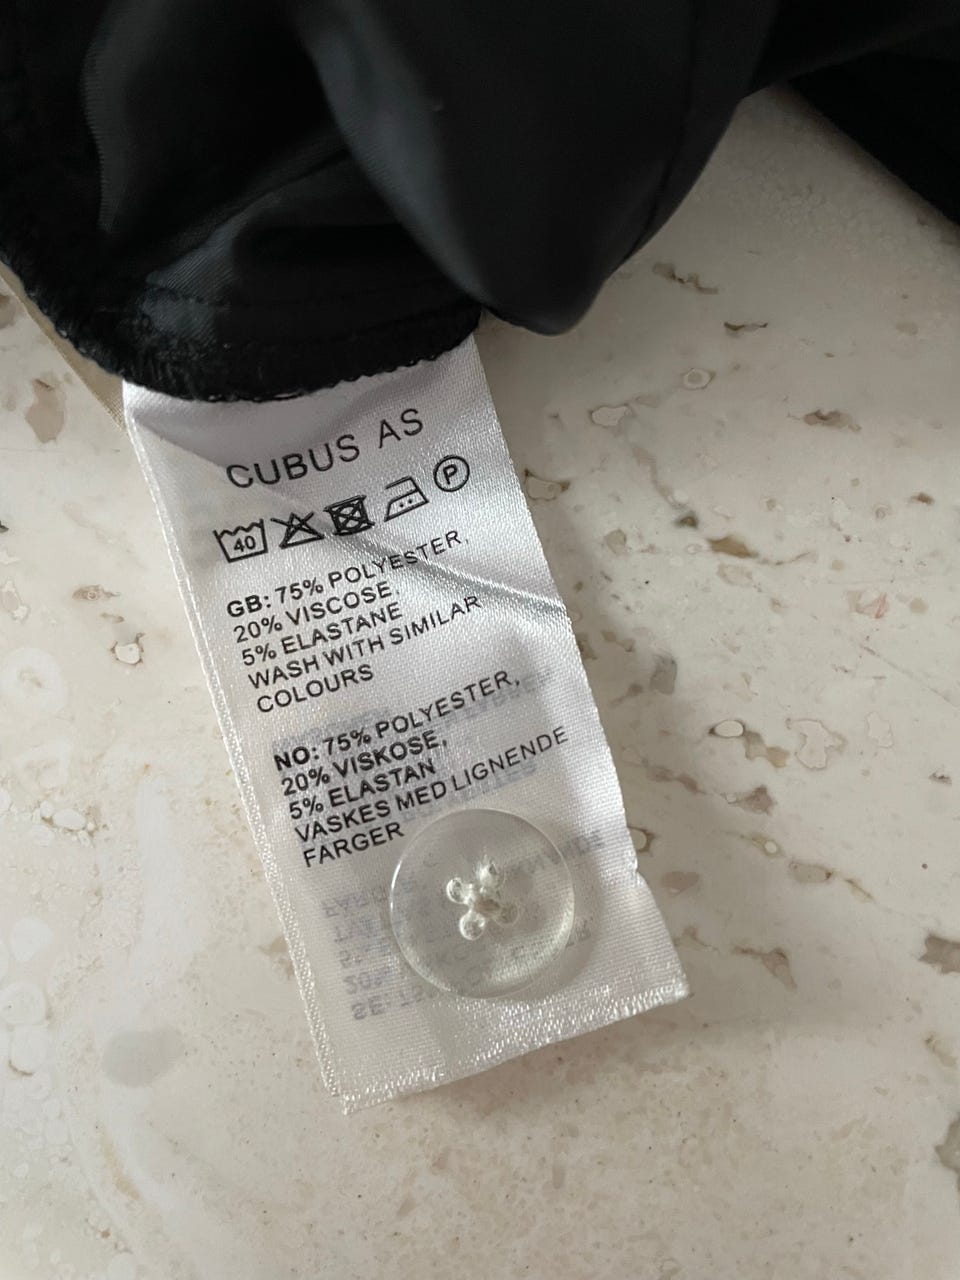 CUBUS AS
40 P
GB: 75% POLYESTER,
20% VISCOSE,
5% ELASTANE
WASH WITH SIMILAR
COLOURS
NO: 75% POLYESTER,
20% VISKOSE,
5% ELASTAN
VASKES MED LIGNENDE
FARGER